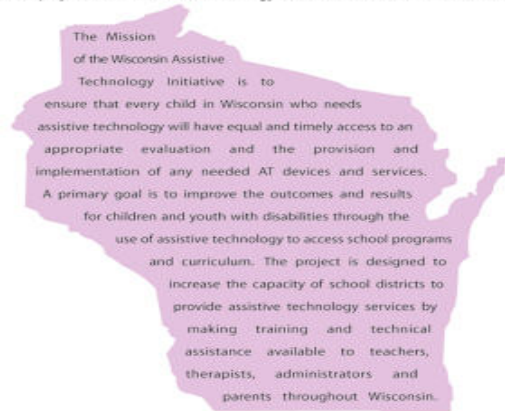 The Mission
of the Wisconsin Assistive
Technology Initiative is to
ensure that every child in Wisconsin who needs
assistive technology will have equal and timely access to an
appropriate evaluation and the provision and
implementation of any needed AT devices and services.
A primary goal is to improve the outcomes and results
for children and youth with disabilities through the
use of assistive technology to access school programs
and curriculum. The project is designed to
increase the capacity of school districts to
provide assistive technology services by
making training and technical
assistance available to teachers,
therapists, administrators and
parents throughout Wisconsin.